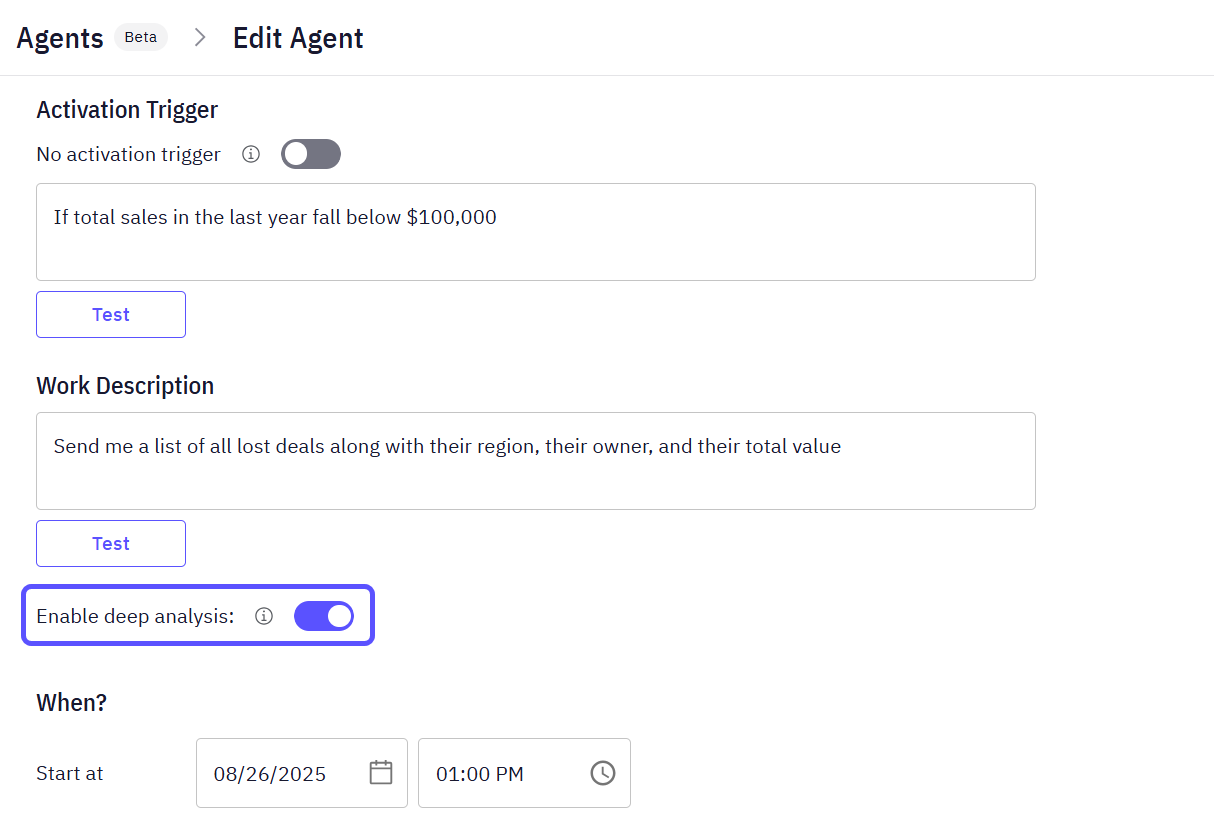 Agents Beta > Edit Agent
Activation Trigger
No activation trigger
If total sales in the last year fall below $100,000
Test
Work Description
Send me a list of all lost deals along with their region, their owner, and their total value
Test
Enable deep analysis:
When?
Start at 08/26/2025 01:00 PM